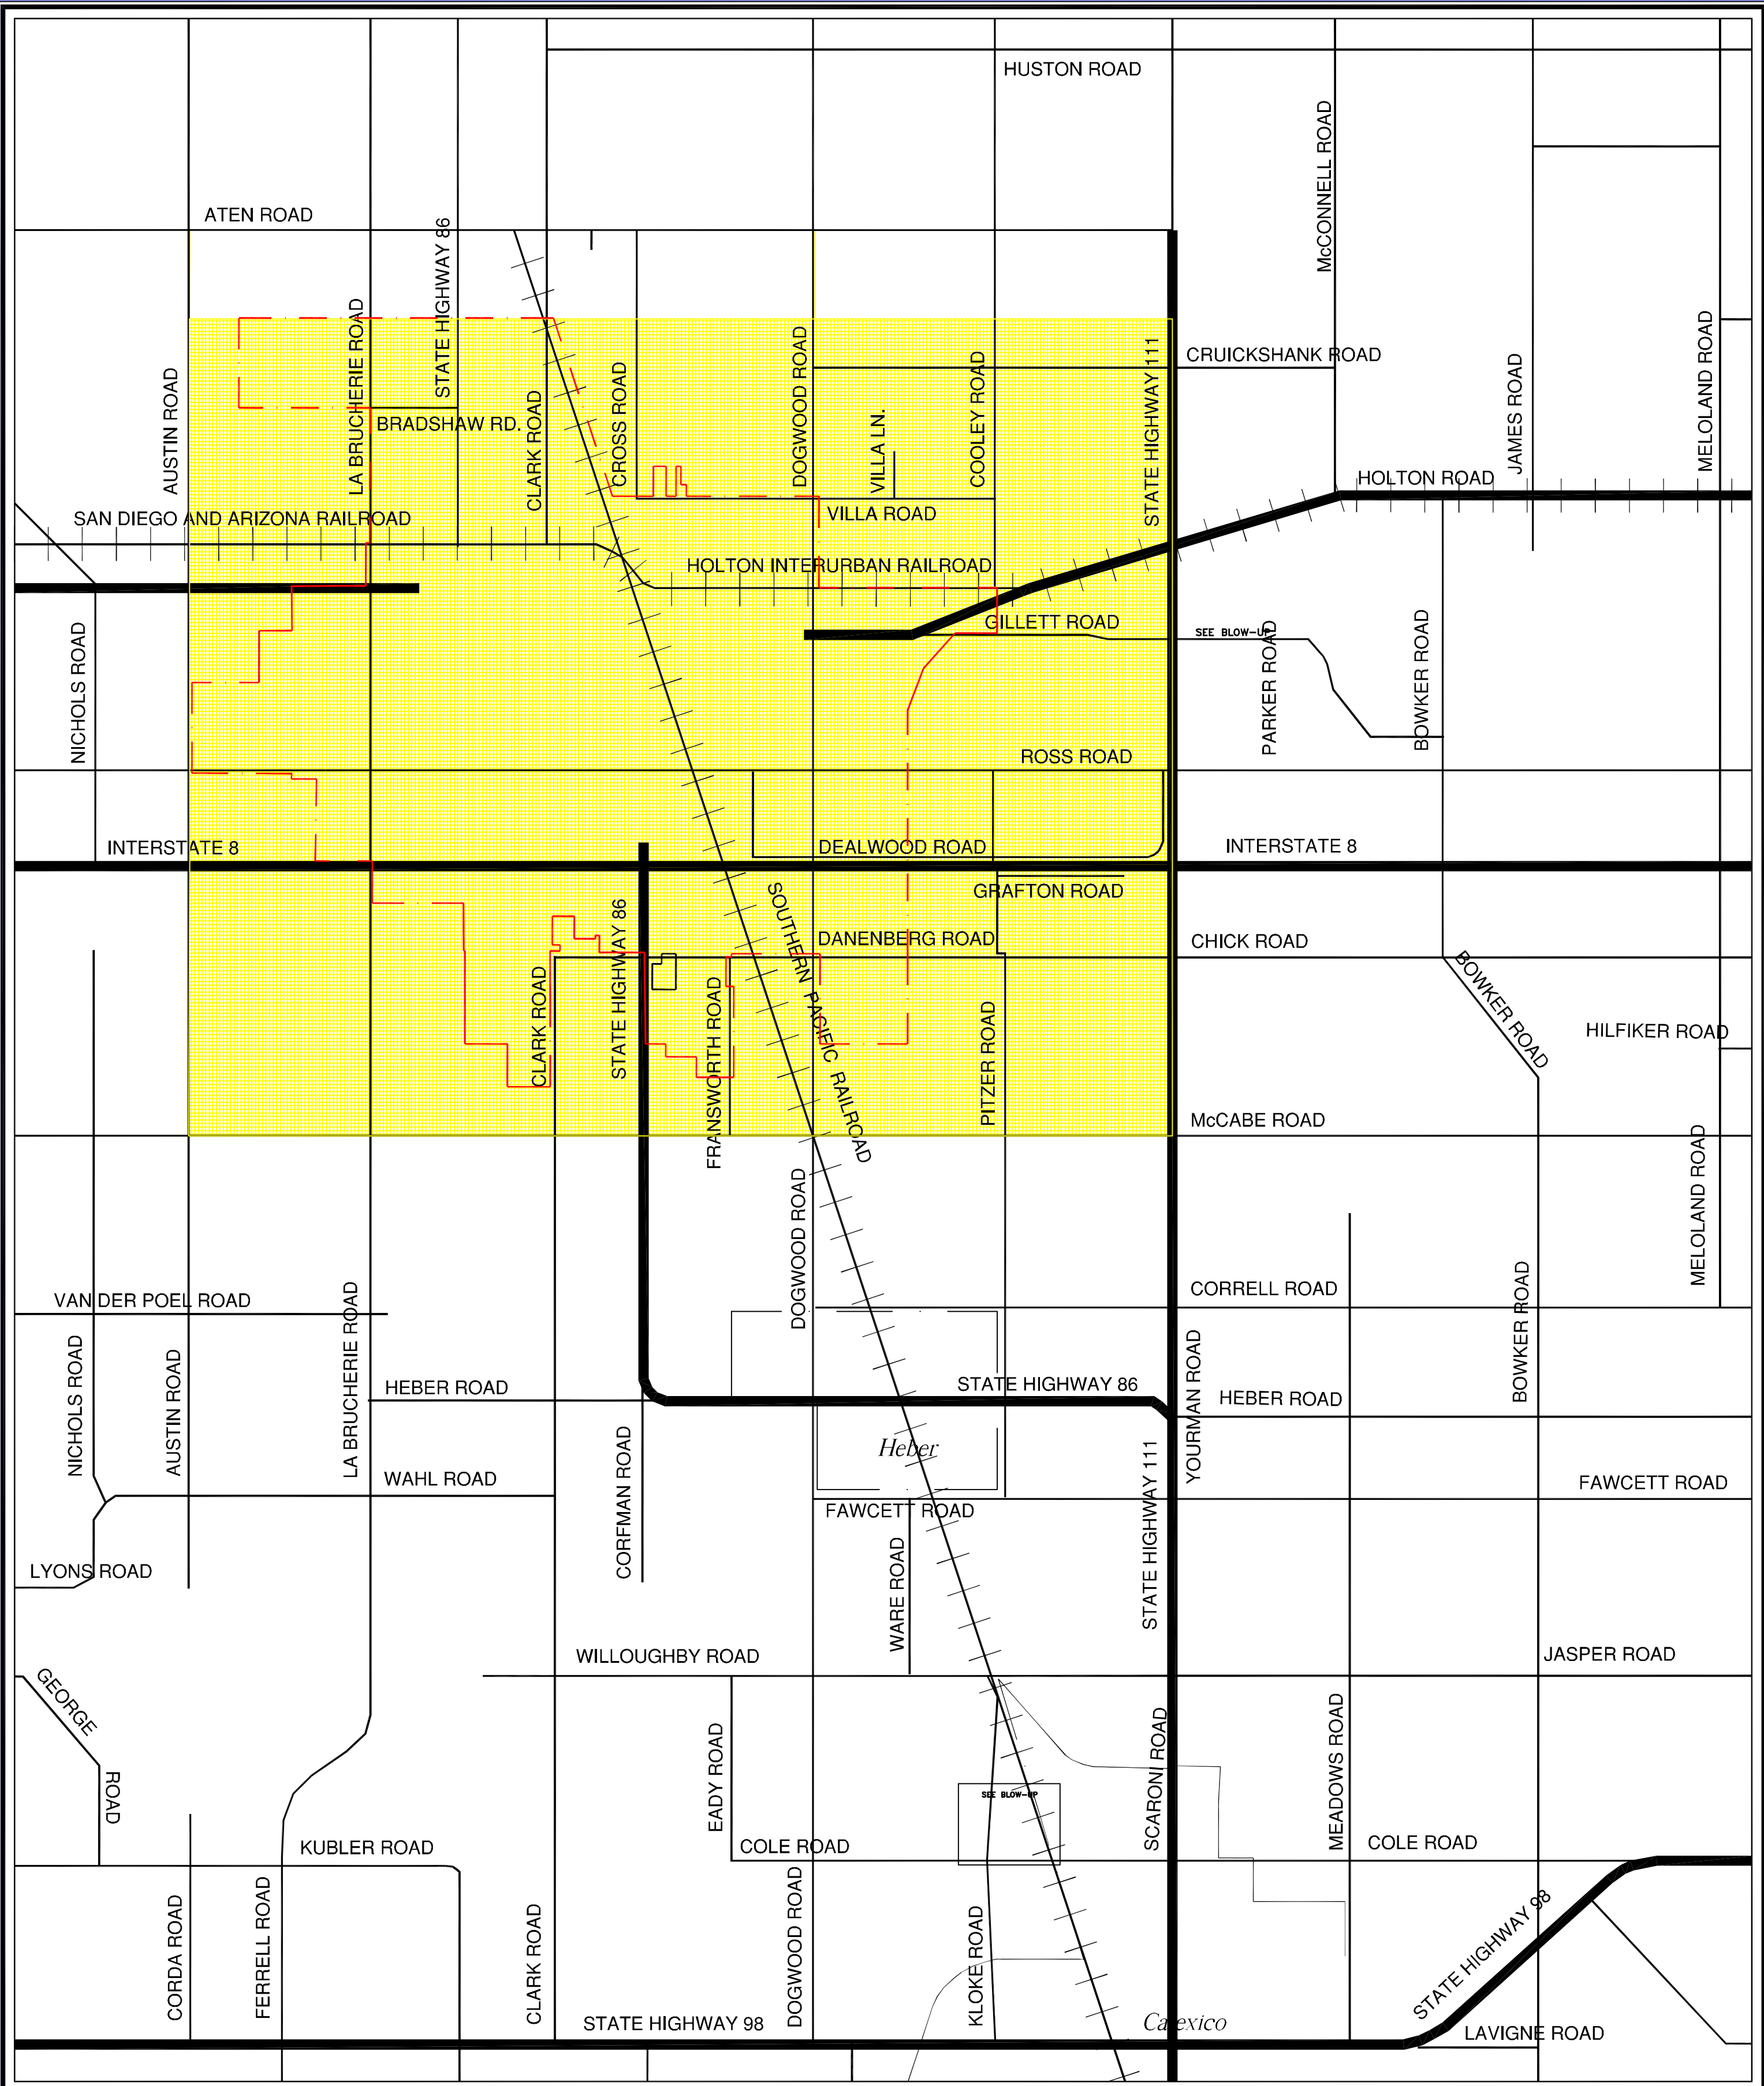 HUSTON ROAD
McCONNELL ROAD
ATEN ROAD
STATE HIGHWAY 86
LA BRUCHERIE ROAD
AUSTIN ROAD
BRADSHAW RD.
CLARK ROAD
CROSS ROAD
DOGWOOD ROAD
VILLA LN.
COOLEY ROAD
STATE HIGHWAY 111
CRUICKSHANK ROAD
JAMES ROAD
MELOLAND ROAD
HOLTON ROAD
SAN DIEGO AND ARIZONA RAILROAD
VILLA ROAD
HOLTON INTERURBAN RAILROAD
GILLETT ROAD
SEE BLOW-UP
NICHOLS ROAD
PARKER ROAD
BOWKER ROAD
ROSS ROAD
INTERSTATE 8
DEALWOOD ROAD
INTERSTATE 8
GRAFTON ROAD
SOUTHERN PACIFIC RAILROAD
STATE HIGHWAY 86
DANENBERG ROAD
CHICK ROAD
CLARK ROAD
FRANSWORTH ROAD
PITZER ROAD
BOWKER ROAD
HILFIKER ROAD
McCABE ROAD
MELOLAND ROAD
DOGWOOD ROAD
VAN DER POEL ROAD
LA BRUCHERIE ROAD
CORRELL ROAD
BOWKER ROAD
NICHOLS ROAD
AUSTIN ROAD
HEBER ROAD
STATE HIGHWAY 86
YOURMAN ROAD
HEBER ROAD
Heber
WAHL ROAD
CORFMAN ROAD
STATE HIGHWAY 111
FAWCETT ROAD
FAWCETT ROAD
LYONS ROAD
WARE ROAD
WILLOUGHBY ROAD
JASPER ROAD
GEORGE
ROAD
EADY ROAD
SCARONI ROAD
MEADOWS ROAD
SEE BLOW-UP
KUBLER ROAD
COLE ROAD
COLE ROAD
CORDA ROAD
FERRELL ROAD
CLARK ROAD
DOGWOOD ROAD
KLOKE ROAD
STATE HIGHWAY 98
STATE HIGHWAY 98
Calexico
LAVIGNE ROAD